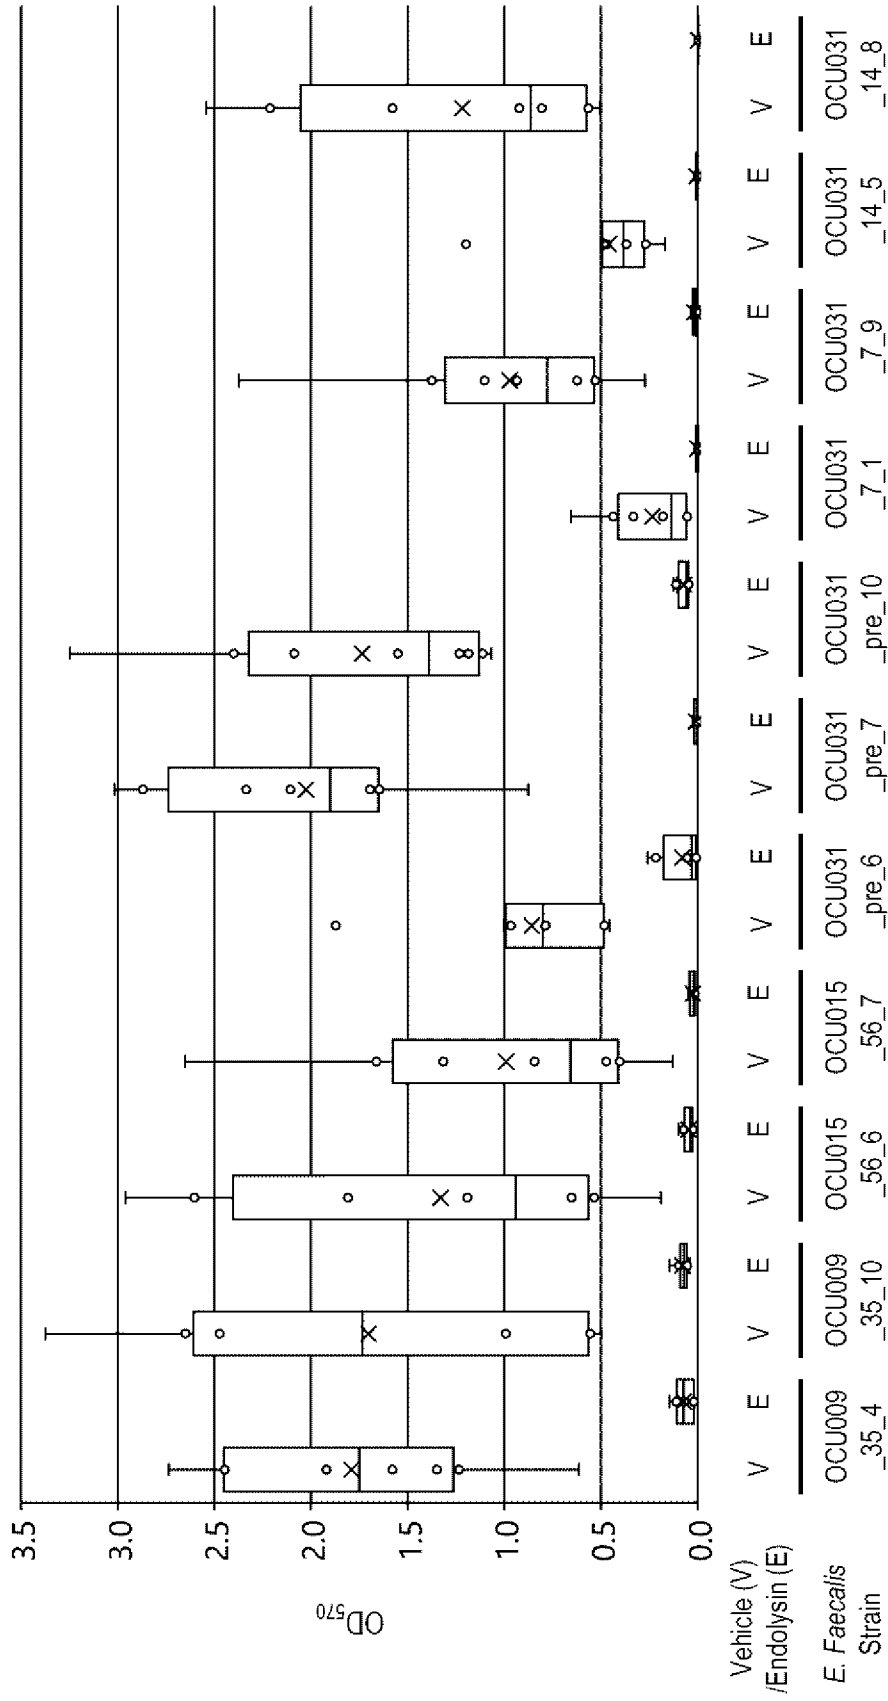 OD570
3.5
3.0
2.5
2.0
1.5
1.0
0.5
0.0
Vehicle (V)
/Endolysin (E)
V E V E V E V E V E V E V E V E V E V E V E
E. Faecalis
Strain
OCU009
_35_4
OCU009
_35_10
OCU015
_56_6
OCU015
_56_7
OCU031
_pre_6
OCU031
_pre_7
OCU031
_pre_10
OCU031
_7_1
OCU031
_7_9
OCU031
_14_5
OCU031
_14_8